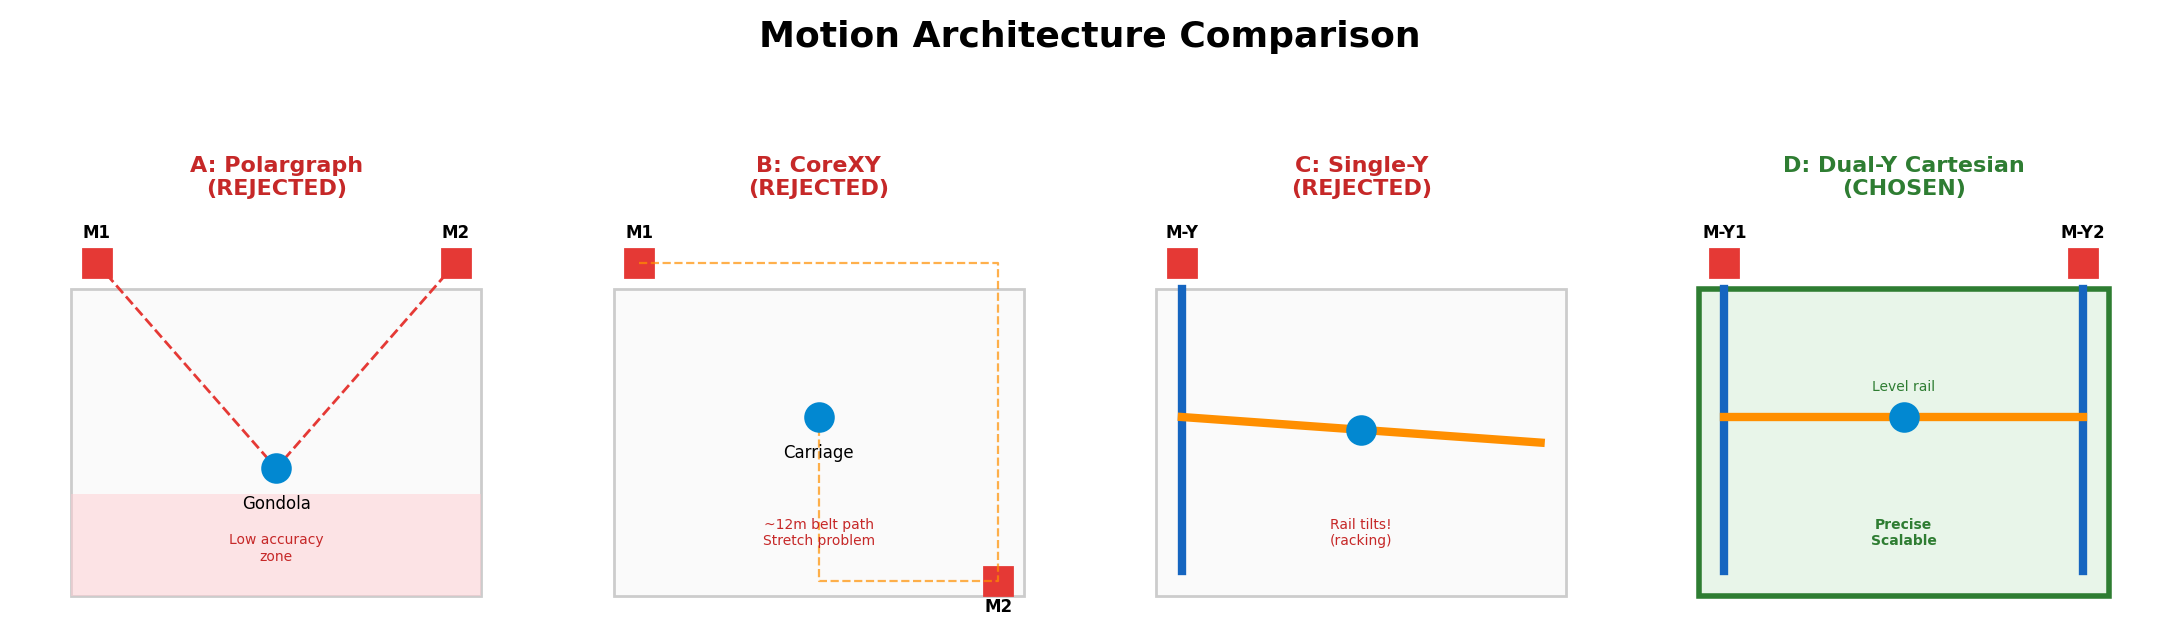 Motion Architecture Comparison
A: Polargraph
(REJECTED)
M1
M2
Gondola
Low accuracy
zone
B: CoreXY
(REJECTED)
M1
Carriage
~12m belt path
Stretch problem
M2
C: Single-Y
(REJECTED)
M-Y
Rail tilts!
(racking)
D: Dual-Y Cartesian
(CHOSEN)
M-Y1
M-Y2
Level rail
Precise
Scalable